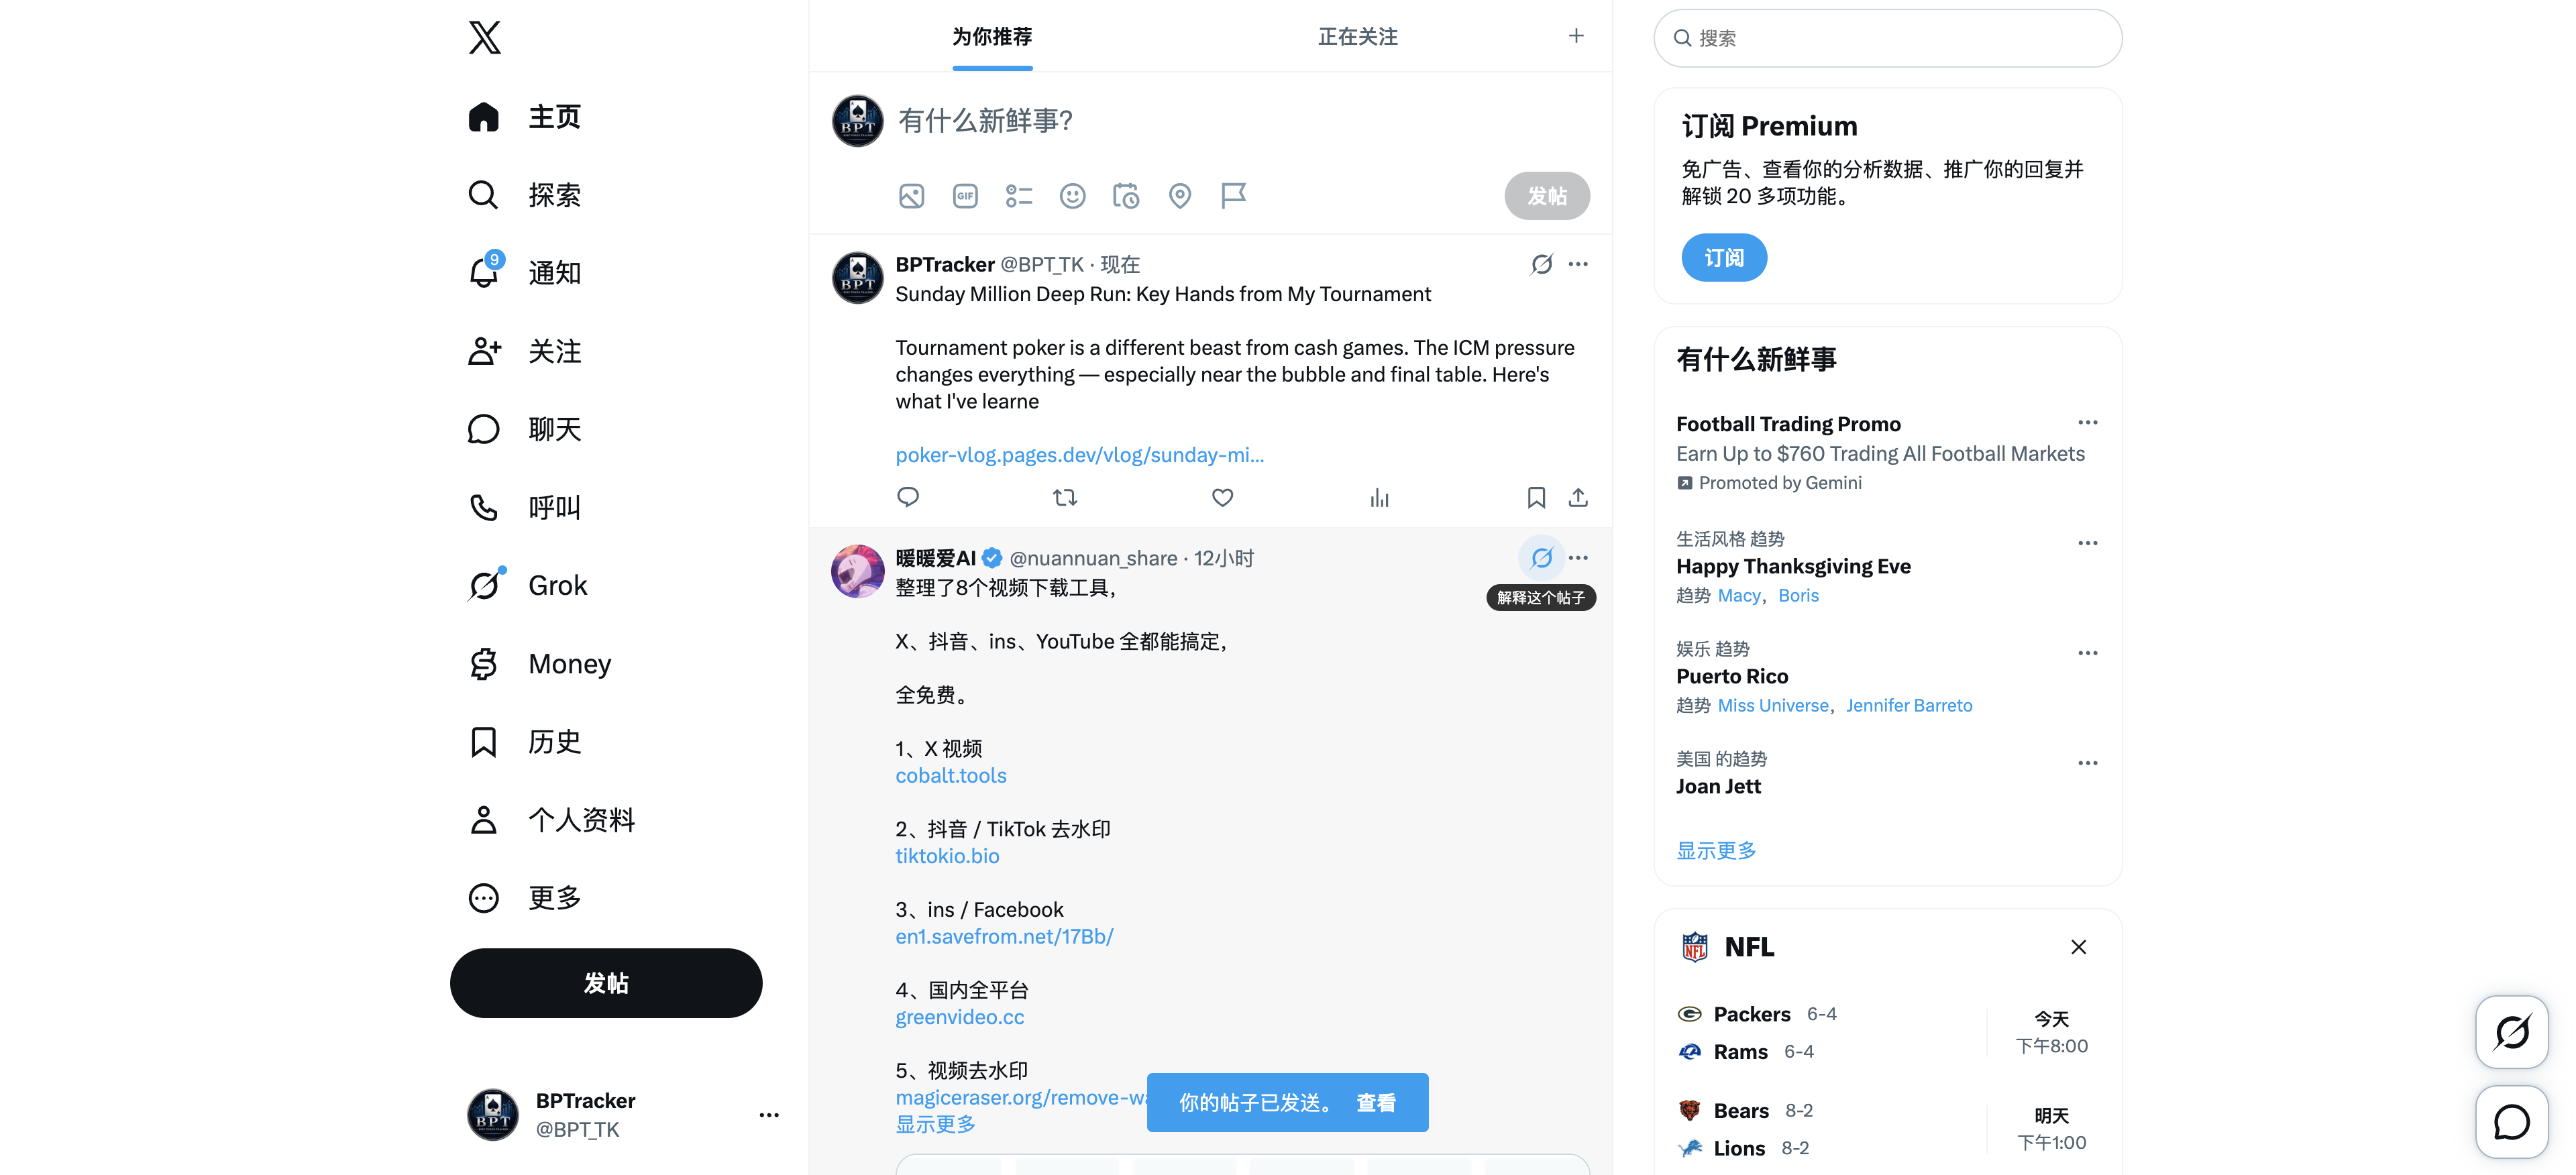 主页
探索
9
通知
关注
聊天
呼叫
Grok
Money
历史
个人资料
更多
发帖
BPTracker
@BPT_TK
为你推荐
正在关注
BPT
有什么新鲜事?
GIF
发帖
BPT
BPTracker @BPT_TK · 现在
Sunday Million Deep Run: Key Hands from My Tournament
Tournament poker is a different beast from cash games. The ICM pressure
changes everything — especially near the bubble and final table. Here's
what I've learne
poker-vlog.pages.dev/vlog/sunday-mi...
暖暖爱AI @nuannuan_share · 12小时
解释这个帖子
整理了8个视频下载工具，
X、抖音、ins、YouTube 全都能搞定，
全免费。
1、X 视频
cobalt.tools
2、抖音 / TikTok 去水印
tiktokio.bio
3、ins / Facebook
en1.savefrom.net/17Bb/
4、国内全平台
greenvideo.cc
5、视频去水印
magiceraser.org/remove-wa
显示更多
你的帖子已发送。 查看
搜索
订阅 Premium
免广告、查看你的分析数据、推广你的回复并
解锁 20 多项功能。
订阅
有什么新鲜事
Football Trading Promo
Earn Up to $760 Trading All Football Markets
Promoted by Gemini
生活风格 趋势
Happy Thanksgiving Eve
趋势 Macy， Boris
娱乐 趋势
Puerto Rico
趋势 Miss Universe， Jennifer Barreto
美国 的趋势
Joan Jett
显示更多
NFL
Packers 6-4
Rams 6-4
今天
下午8:00
Bears 8-2
Lions 8-2
明天
下午1:00
BPT